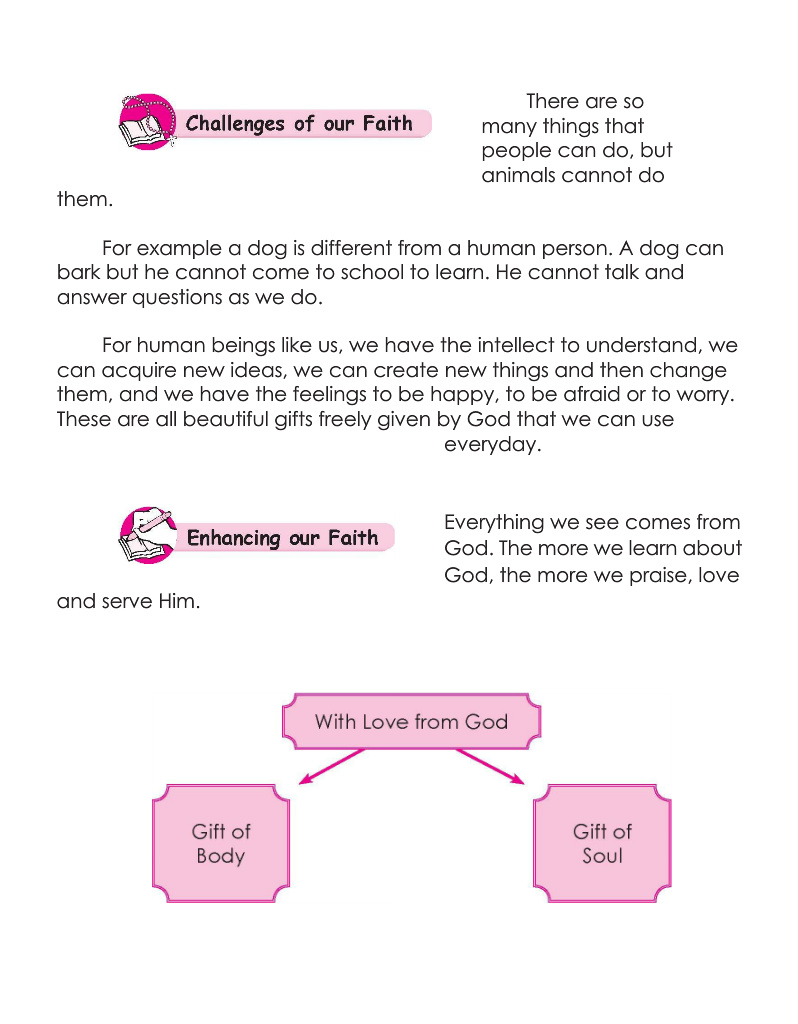 Challenges of our Faith
There are so
many things that
people can do, but
animals cannot do
them.
For example a dog is different from a human person. A dog can
bark but he cannot come to school to learn. He cannot talk and
answer questions as we do.
For human beings like us, we have the intellect to understand, we
can acquire new ideas, we can create new things and then change
them, and we have the feelings to be happy, to be afraid or to worry.
These are all beautiful gifts freely given by God that we can use
everyday.
Enhancing our Faith
Everything we see comes from
God. The more we learn about
God, the more we praise, love
and serve Him.
With Love from God
Gift of
Body
Gift of
Soul